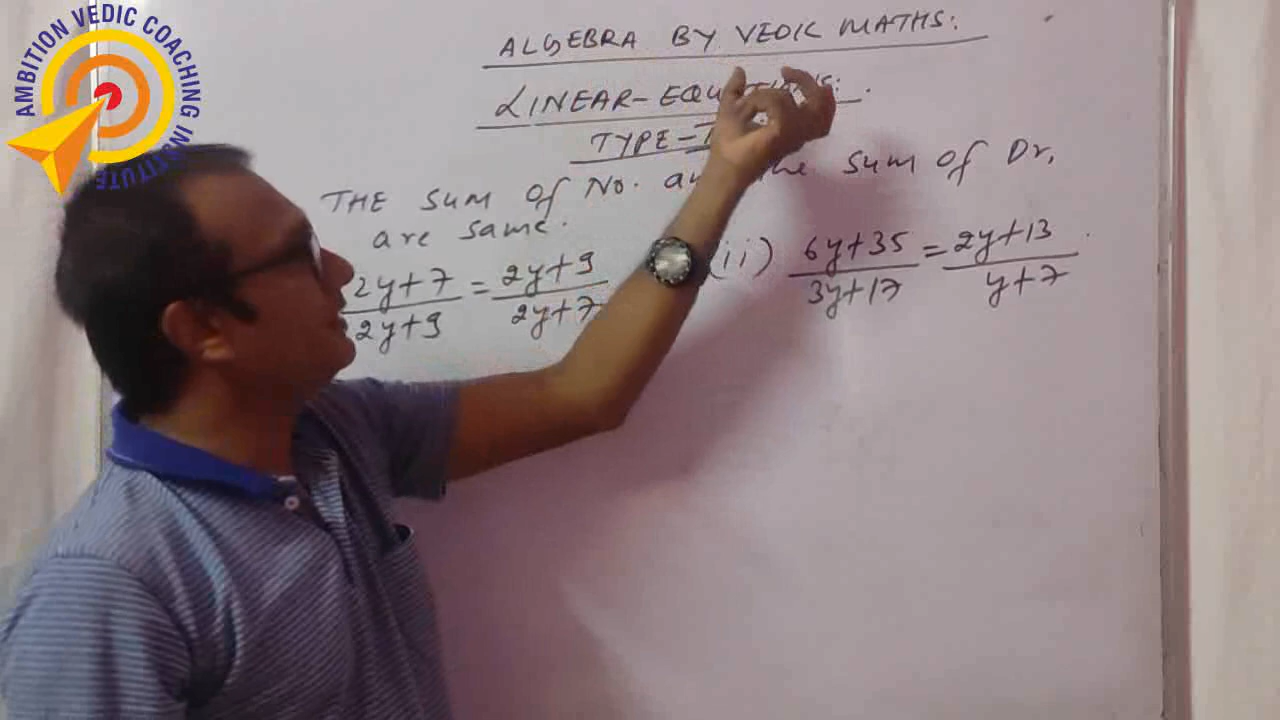 AMBITION VEDIC COACHING INSTITUTE
ALGEBRA BY VEDIC MATHS.
LINEAR-EQU
TYPE-
THE SUM of No. the sum of Dr.
are same.
2y+7/2y+9 = 2y+9/2y+7
(ii) 6y+35/3y+17 = 2y+13/y+7